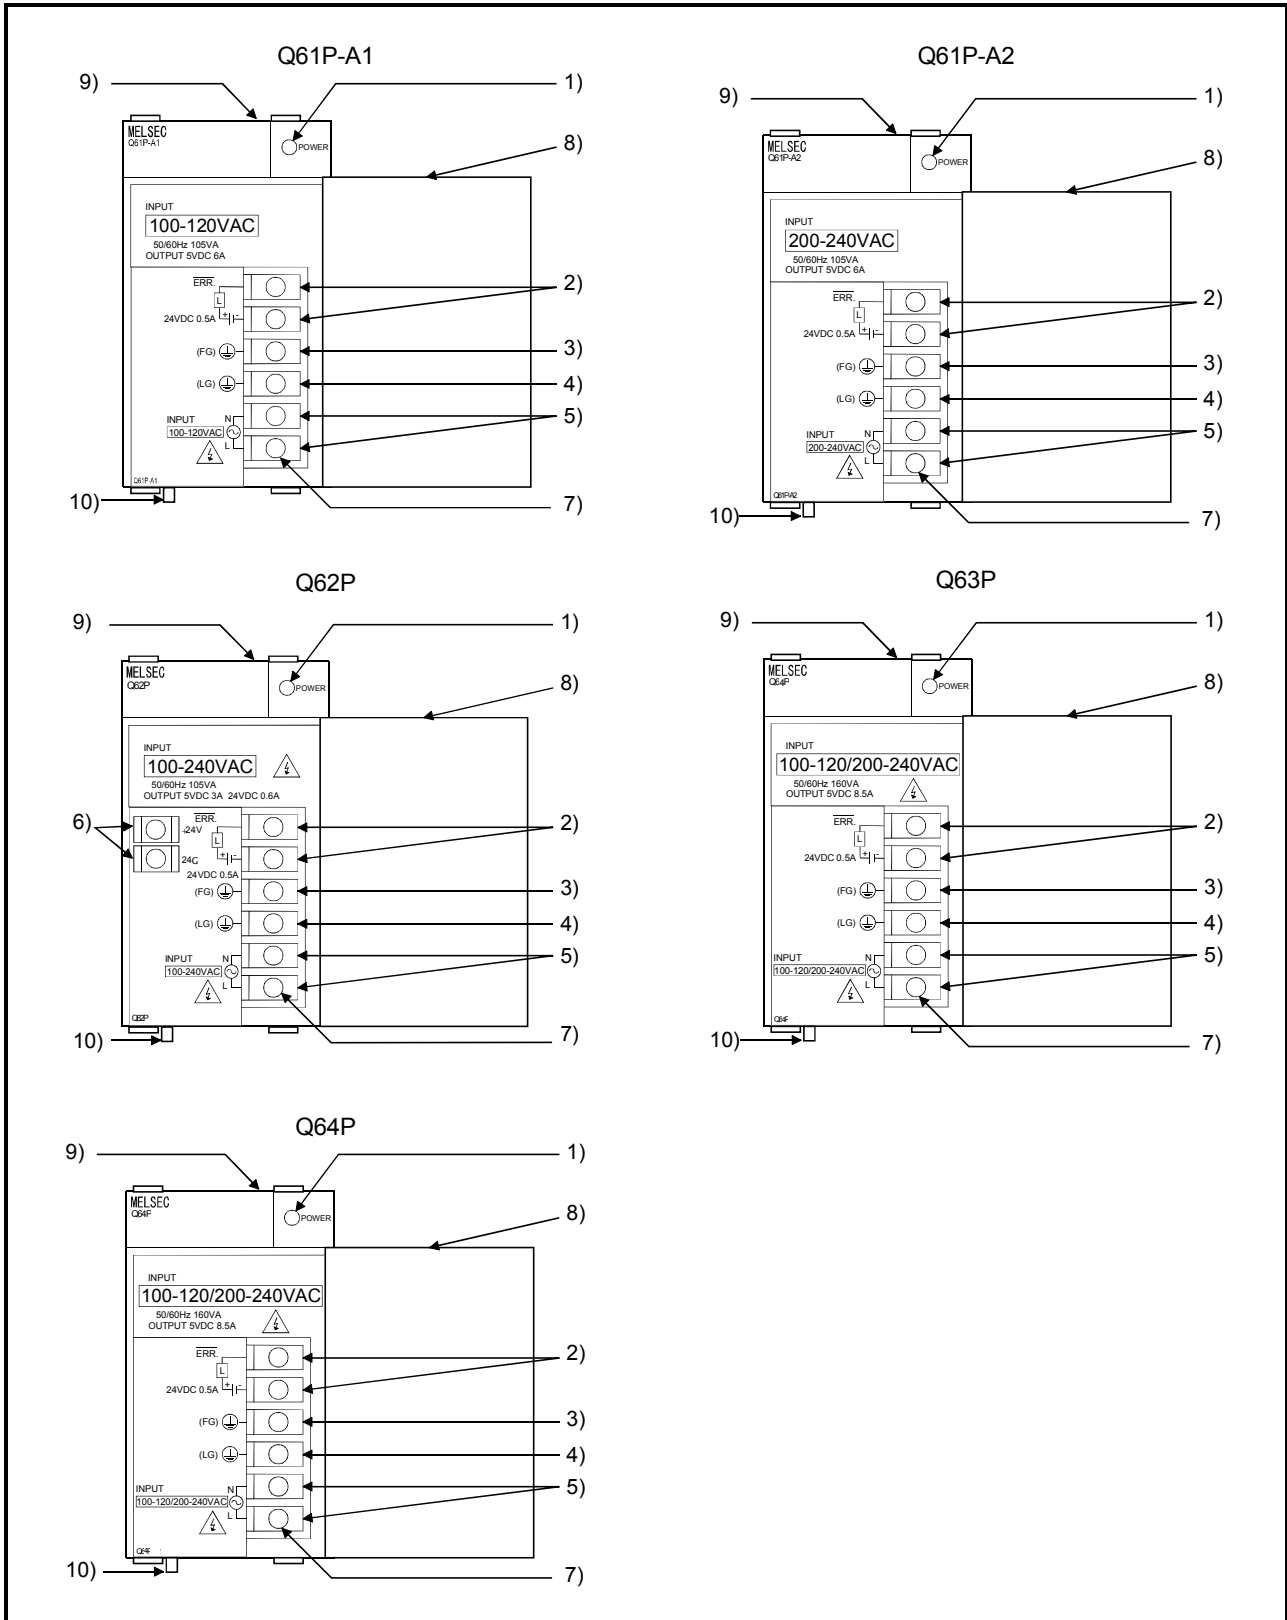 Q61P-A1
9)
1)
MELSEC
Q61P-A1
POWER
8)
INPUT
100-120VAC
50/60Hz 105VA
OUTPUT 5VDC 6A
ERR.
L
2)
24VDC 0.5A
+ -
(FG)
3)
(LG)
4)
INPUT
N
5)
100-120VAC
L
Q61P-A1
10)
7)
Q61P-A2
9)
1)
MELSEC
Q61P-A2
POWER
8)
INPUT
200-240VAC
50/60Hz 105VA
OUTPUT 5VDC 6A
ERR.
L
2)
24VDC 0.5A
+ -
(FG)
3)
(LG)
4)
INPUT
N
5)
200-240VAC
L
Q61P-A2
10)
7)
Q62P
9)
1)
MELSEC
Q62P
POWER
8)
INPUT
100-240VAC
50/60Hz 105VA
OUTPUT 5VDC 3A 24VDC 0.6A
6)
+24V
ERR.
L
2)
24G
+ -
24VDC 0.5A
(FG)
3)
(LG)
4)
INPUT
N
5)
100-240VAC
L
Q62P
10)
7)
Q63P
9)
1)
MELSEC
Q64P
POWER
8)
INPUT
100-120/200-240VAC
50/60Hz 160VA
OUTPUT 5VDC 8.5A
ERR.
L
2)
24VDC 0.5A
+ -
(FG)
3)
(LG)
4)
INPUT
N
5)
100-120/200-240VAC
L
10)
7)
Q64P
9)
1)
MELSEC
Q64P
POWER
8)
INPUT
100-120/200-240VAC
50/60Hz 160VA
OUTPUT 5VDC 8.5A
ERR.
L
2)
24VDC 0.5A
+ -
(FG)
3)
(LG)
4)
INPUT
N
5)
100-120/200-240VAC
L
10)
7)